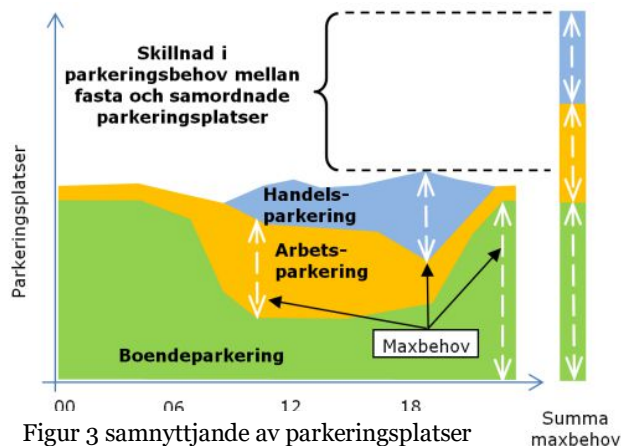 Skillnad i
parkeringsbehov mellan
fasta och samordnade
parkeringsplatser
Parkeringsplatser
Handels-
parkering
Arbets-
parkering
Maxbehov
Boendeparkering
00 06 12 18
Summa
maxbehov
Figur 3 samnyttjande av parkeringsplatser